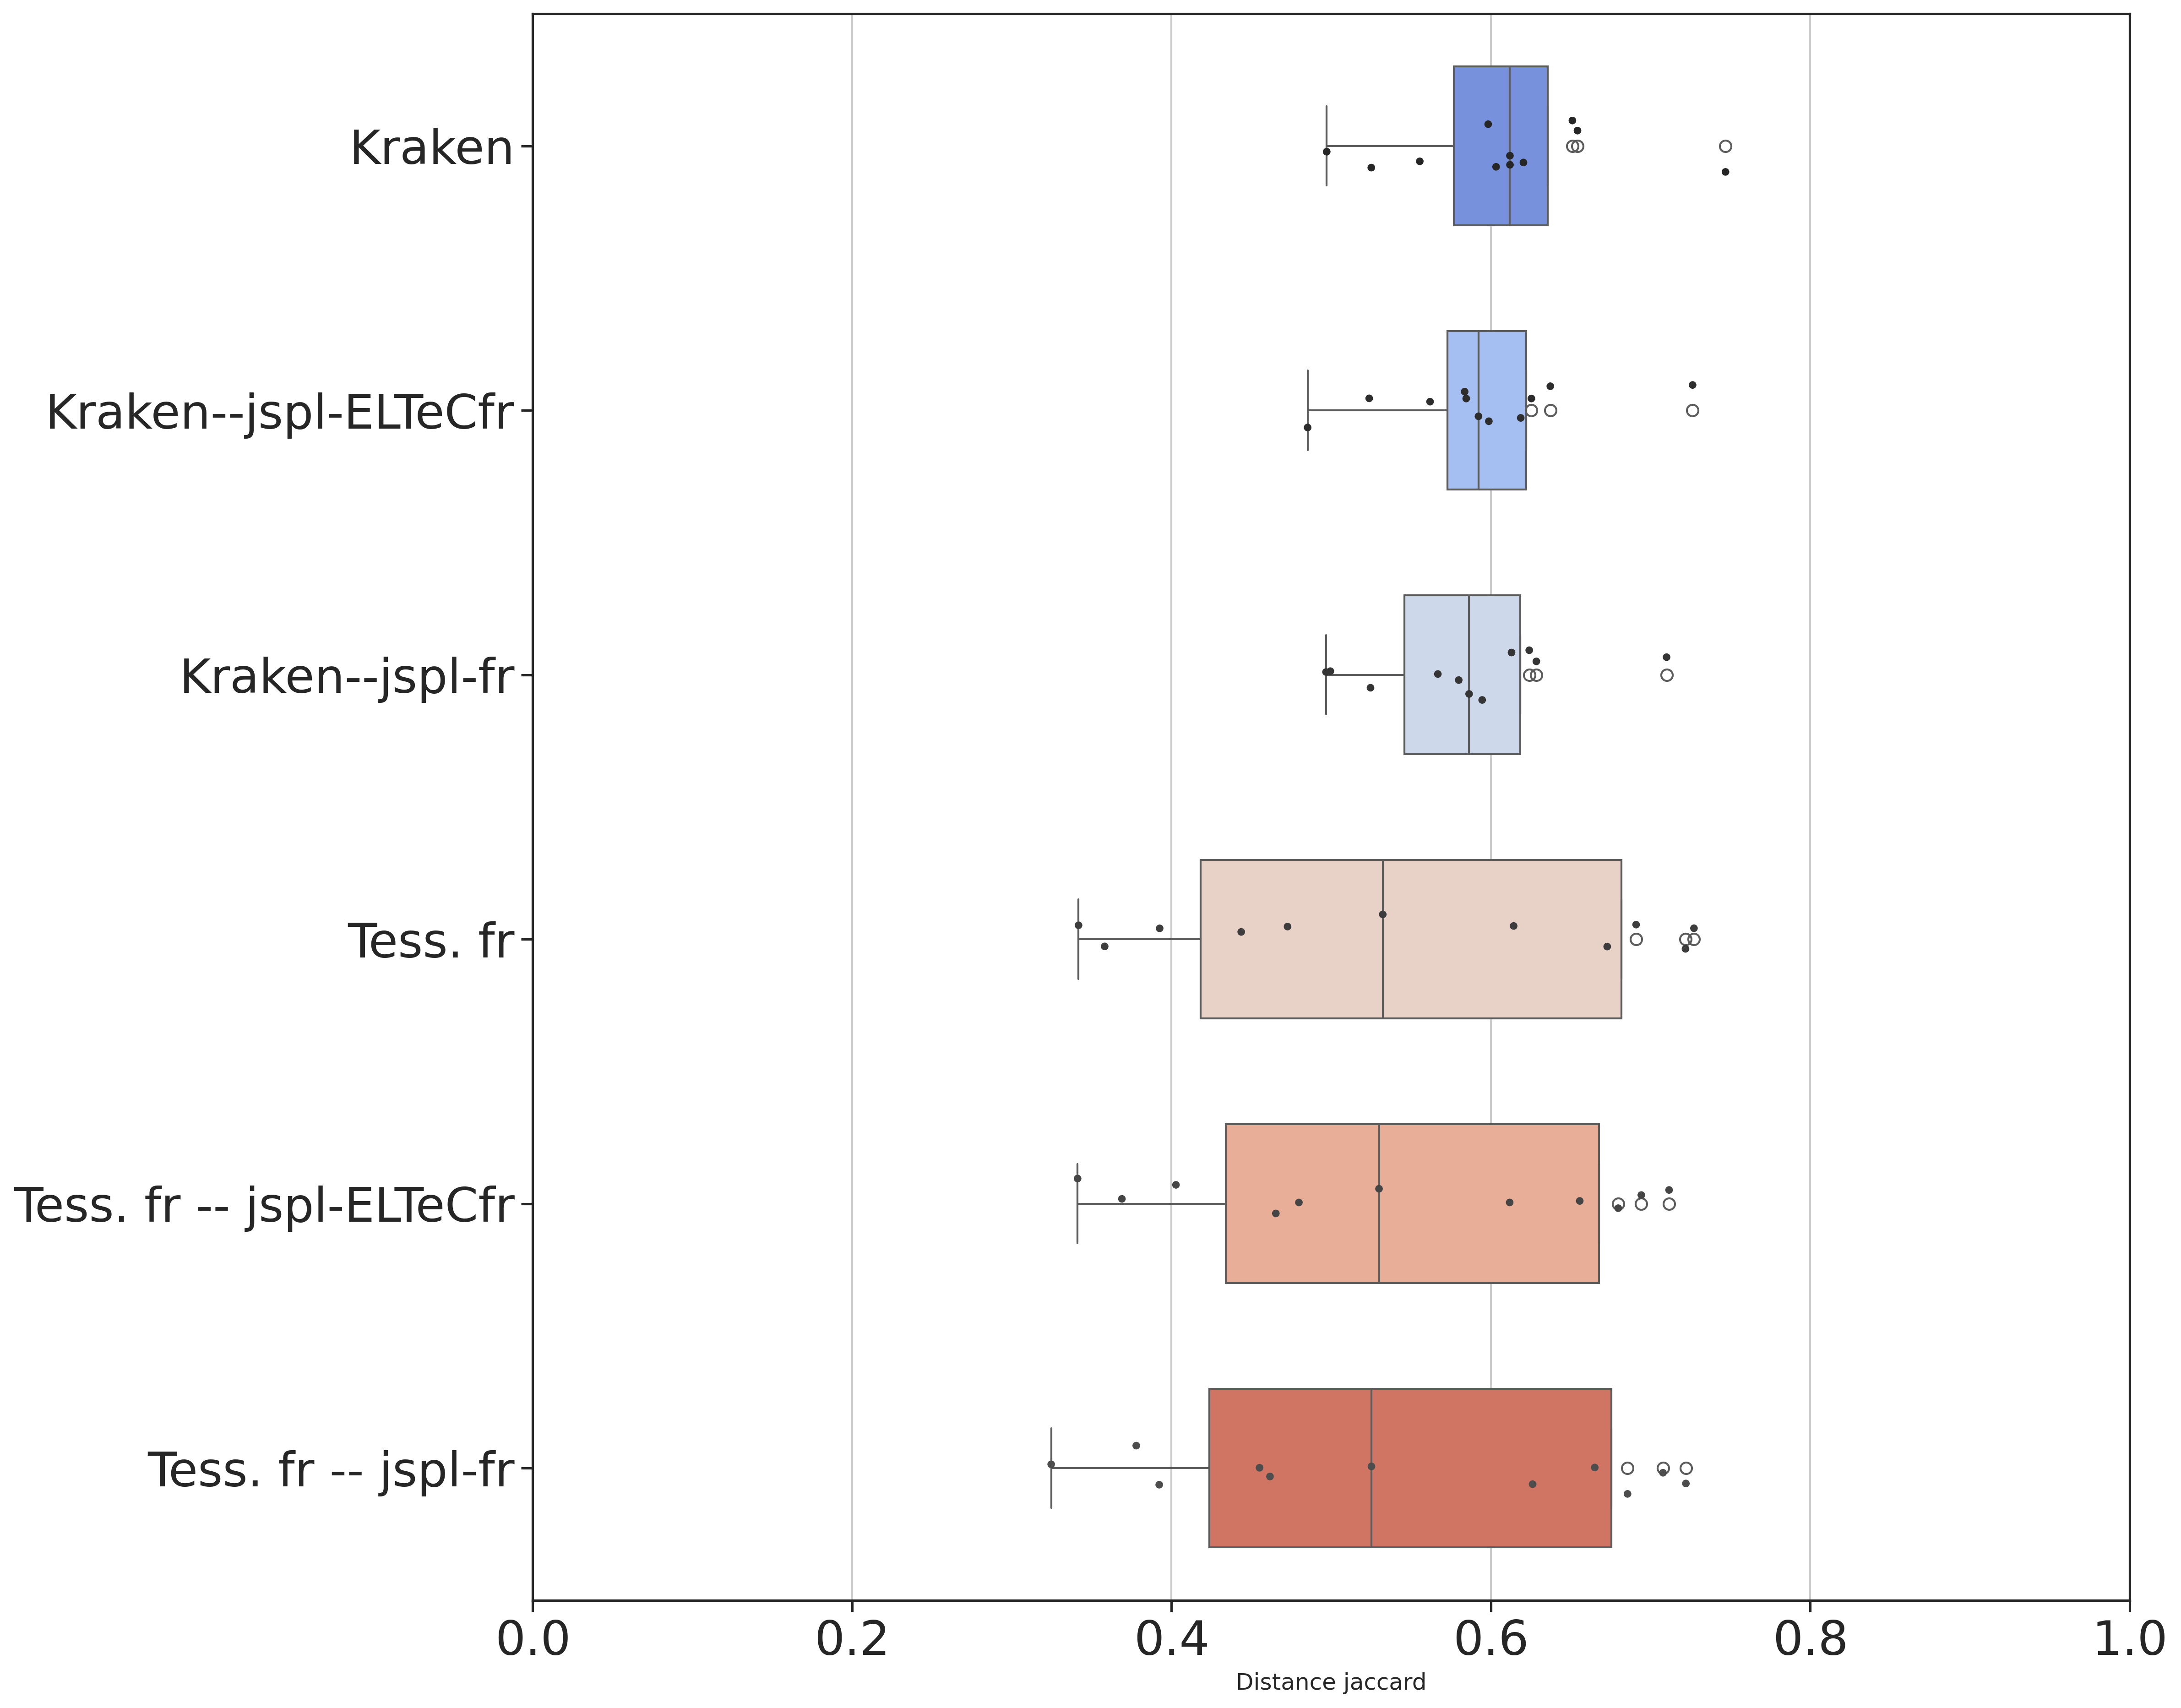 Kraken
Kraken--jspl-ELTeCfr
Kraken--jspl-fr
Tess. fr
Tess. fr -- jspl-ELTeCfr
Tess. fr -- jspl-fr
0.0 0.2 0.4 0.6 0.8 1.0
Distance jaccard